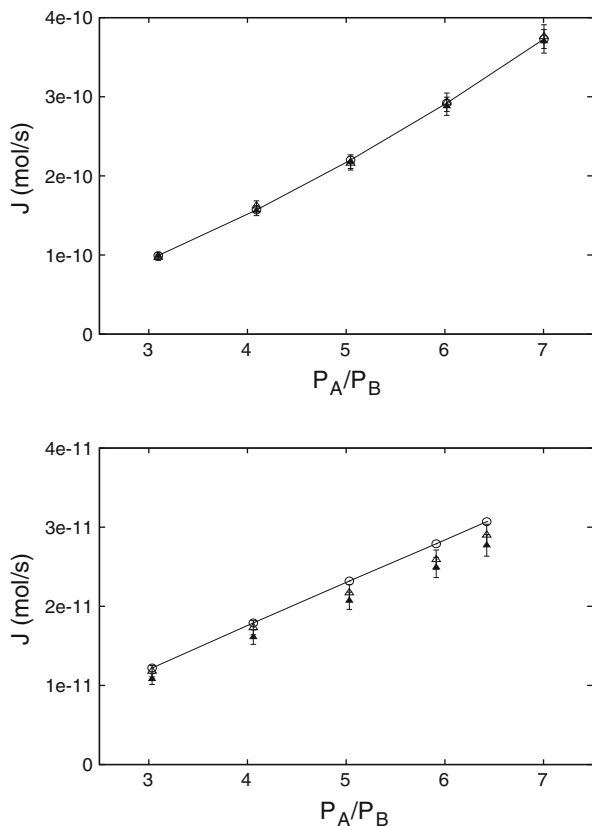 4e-10
3e-10
2e-10
1e-10
0
J (mol/s)
3 4 5 6 7
P_A/P_B
4e-11
3e-11
2e-11
1e-11
0
J (mol/s)
3 4 5 6 7
P_A/P_B